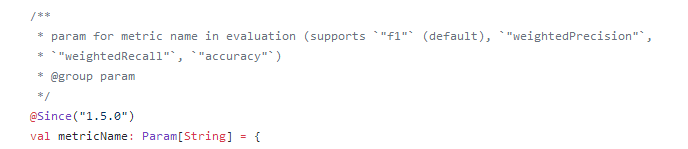 /**
* param for metric name in evaluation (supports `"f1"` (default), `"weightedPrecision"`,
* `"weightedRecall"`, `"accuracy"`)
* @group param
*/
@Since("1.5.0")
val metricName: Param[String] = {